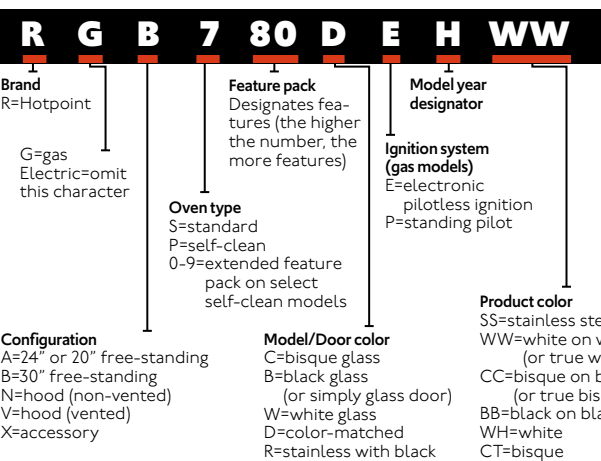 R G B 7 80 D E H WW
Brand
R=Hotpoint
G=gas
Electric=omit
this character
Configuration
A=24” or 20” free-standing
B=30” free-standing
N=hood (non-vented)
V=hood (vented)
X=accessory
Oven type
S=standard
P=self-clean
0-9=extended feature
pack on select
self-clean models
Feature pack
Designates fea-
tures (the higher
the number, the
more features)
Model/Door color
C=bisque glass
B=black glass
(or simply glass door)
W=white glass
D=color-matched
R=stainless with black
Ignition system
(gas models)
E=electronic
pilotless ignition
P=standing pilot
Model year
designator
Product color
SS=stainless
WW=white on
(or true
CC=bisque on
(or true
BB=black on
WH=white
CT=bisque